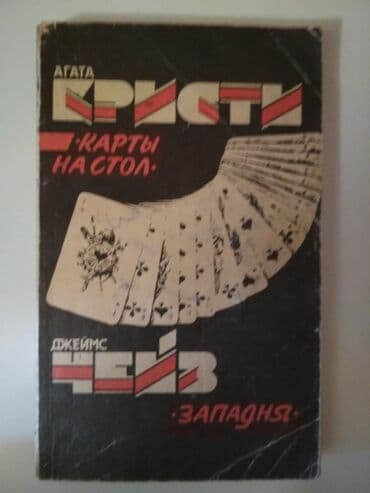 АГАТА
КРИСТИ
·КАРТЫ
НА СТОЛ·
ДЖЕЙМС
ЧЕЙЗ
·ЗАПАДНЯ·